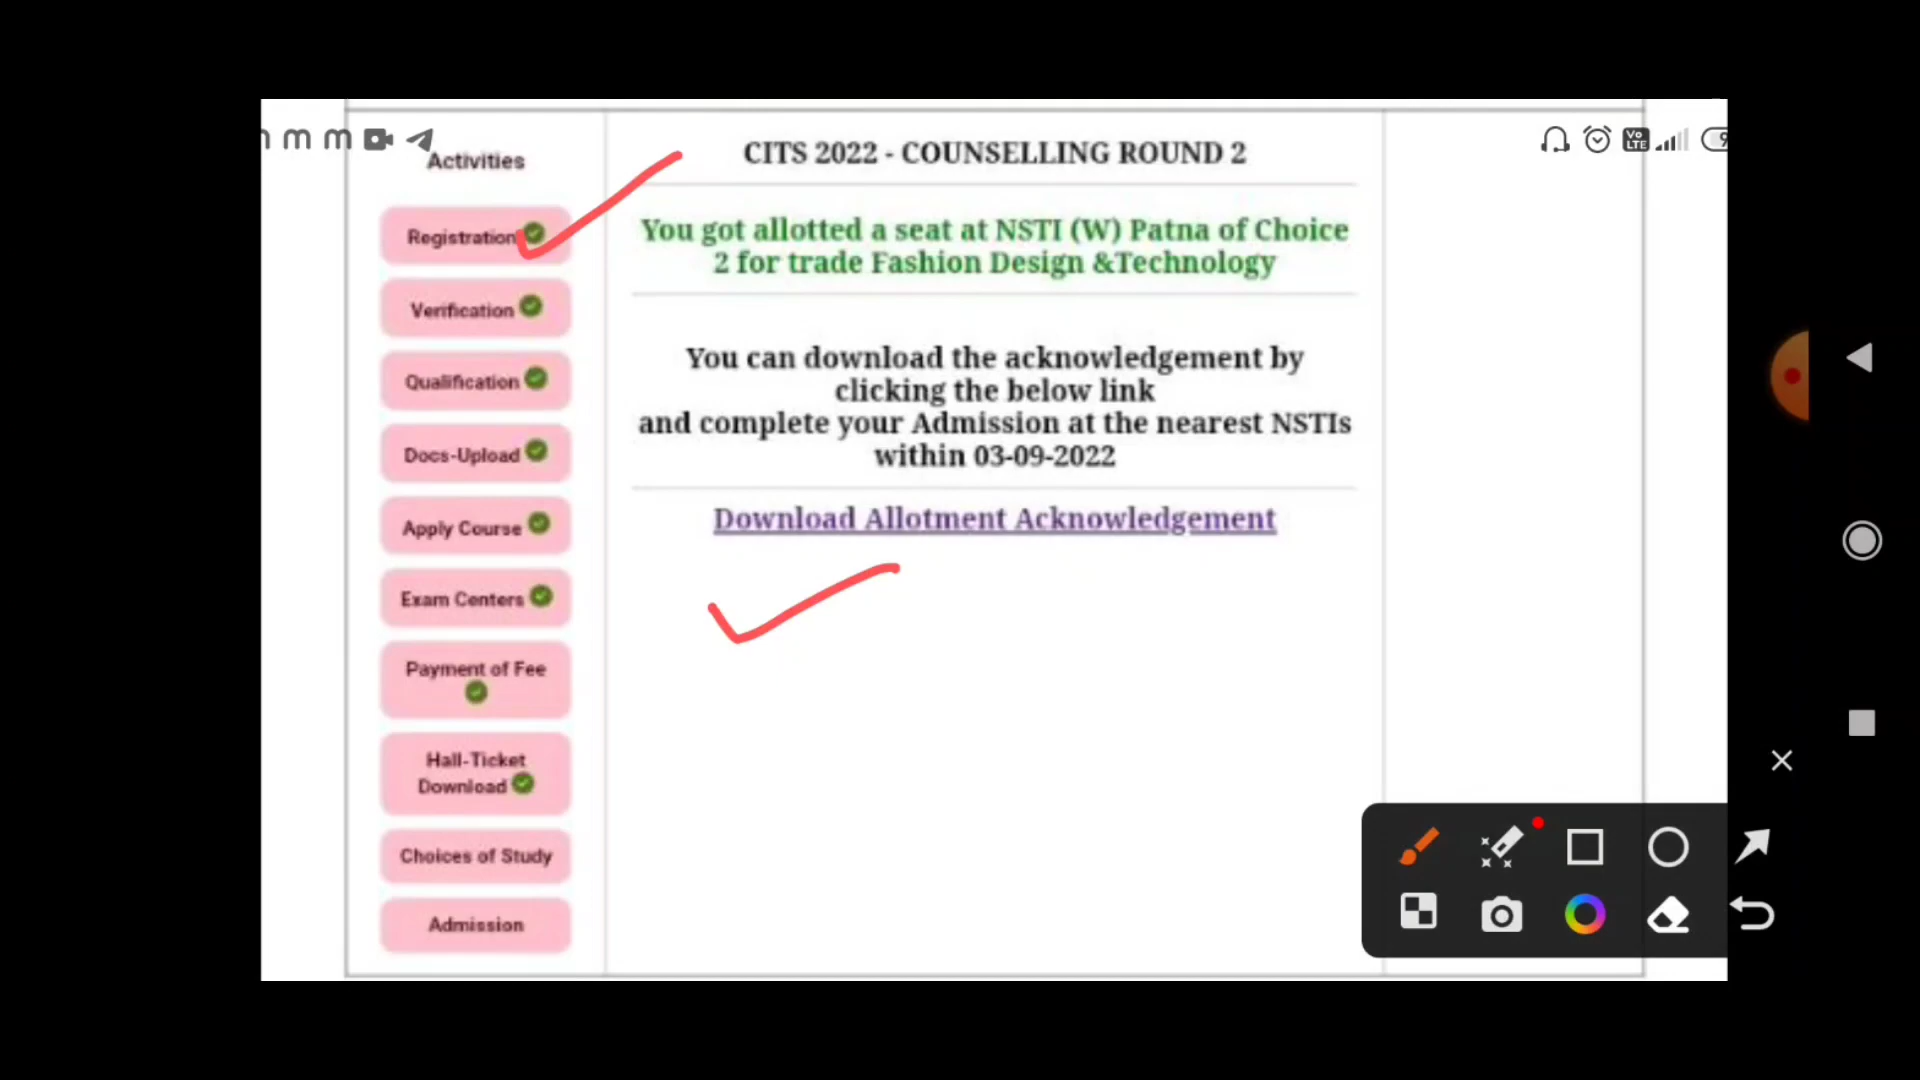 Activities
Registration
Verification
Qualification
Docs-Upload
Apply Course
Exam Centers
Payment of Fee
Hall-Ticket
Download
Choices of Study
Admission
CITS 2022 - COUNSELLING ROUND 2
You got allotted a seat at NSTI (W) Patna of Choice
2 for trade Fashion Design &Technology
You can download the acknowledgement by
clicking the below link
and complete your Admission at the nearest NSTIs
within 03-09-2022
Download Allotment Acknowledgement
Vo
LTE